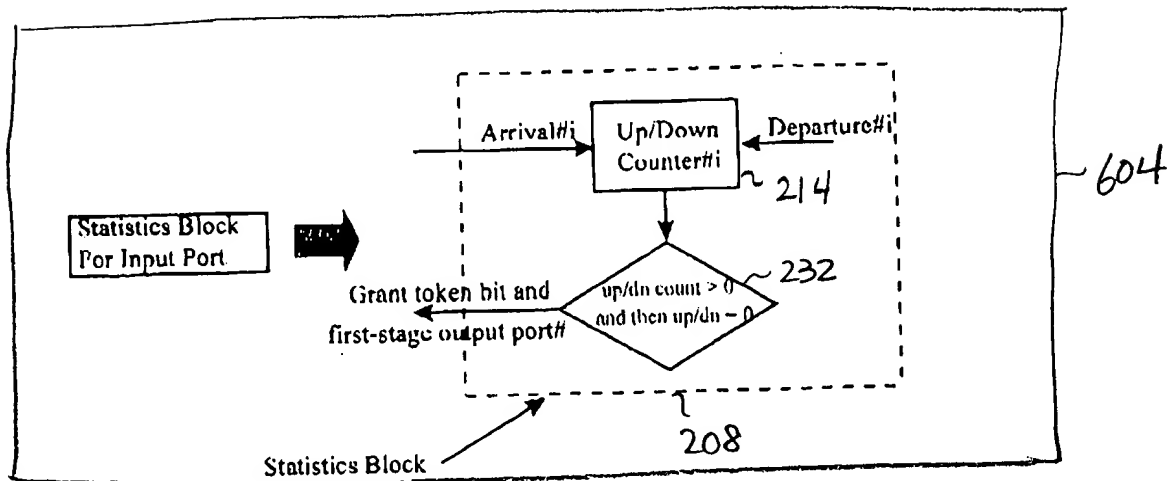 Arrival#i
Up/Down
Counter#i
Departure#i
214
604
Statistics Block
For Input Port
232
up/dn count > 0
and then up/dn = 0
Grant token bit and
first-stage output port#
208
Statistics Block